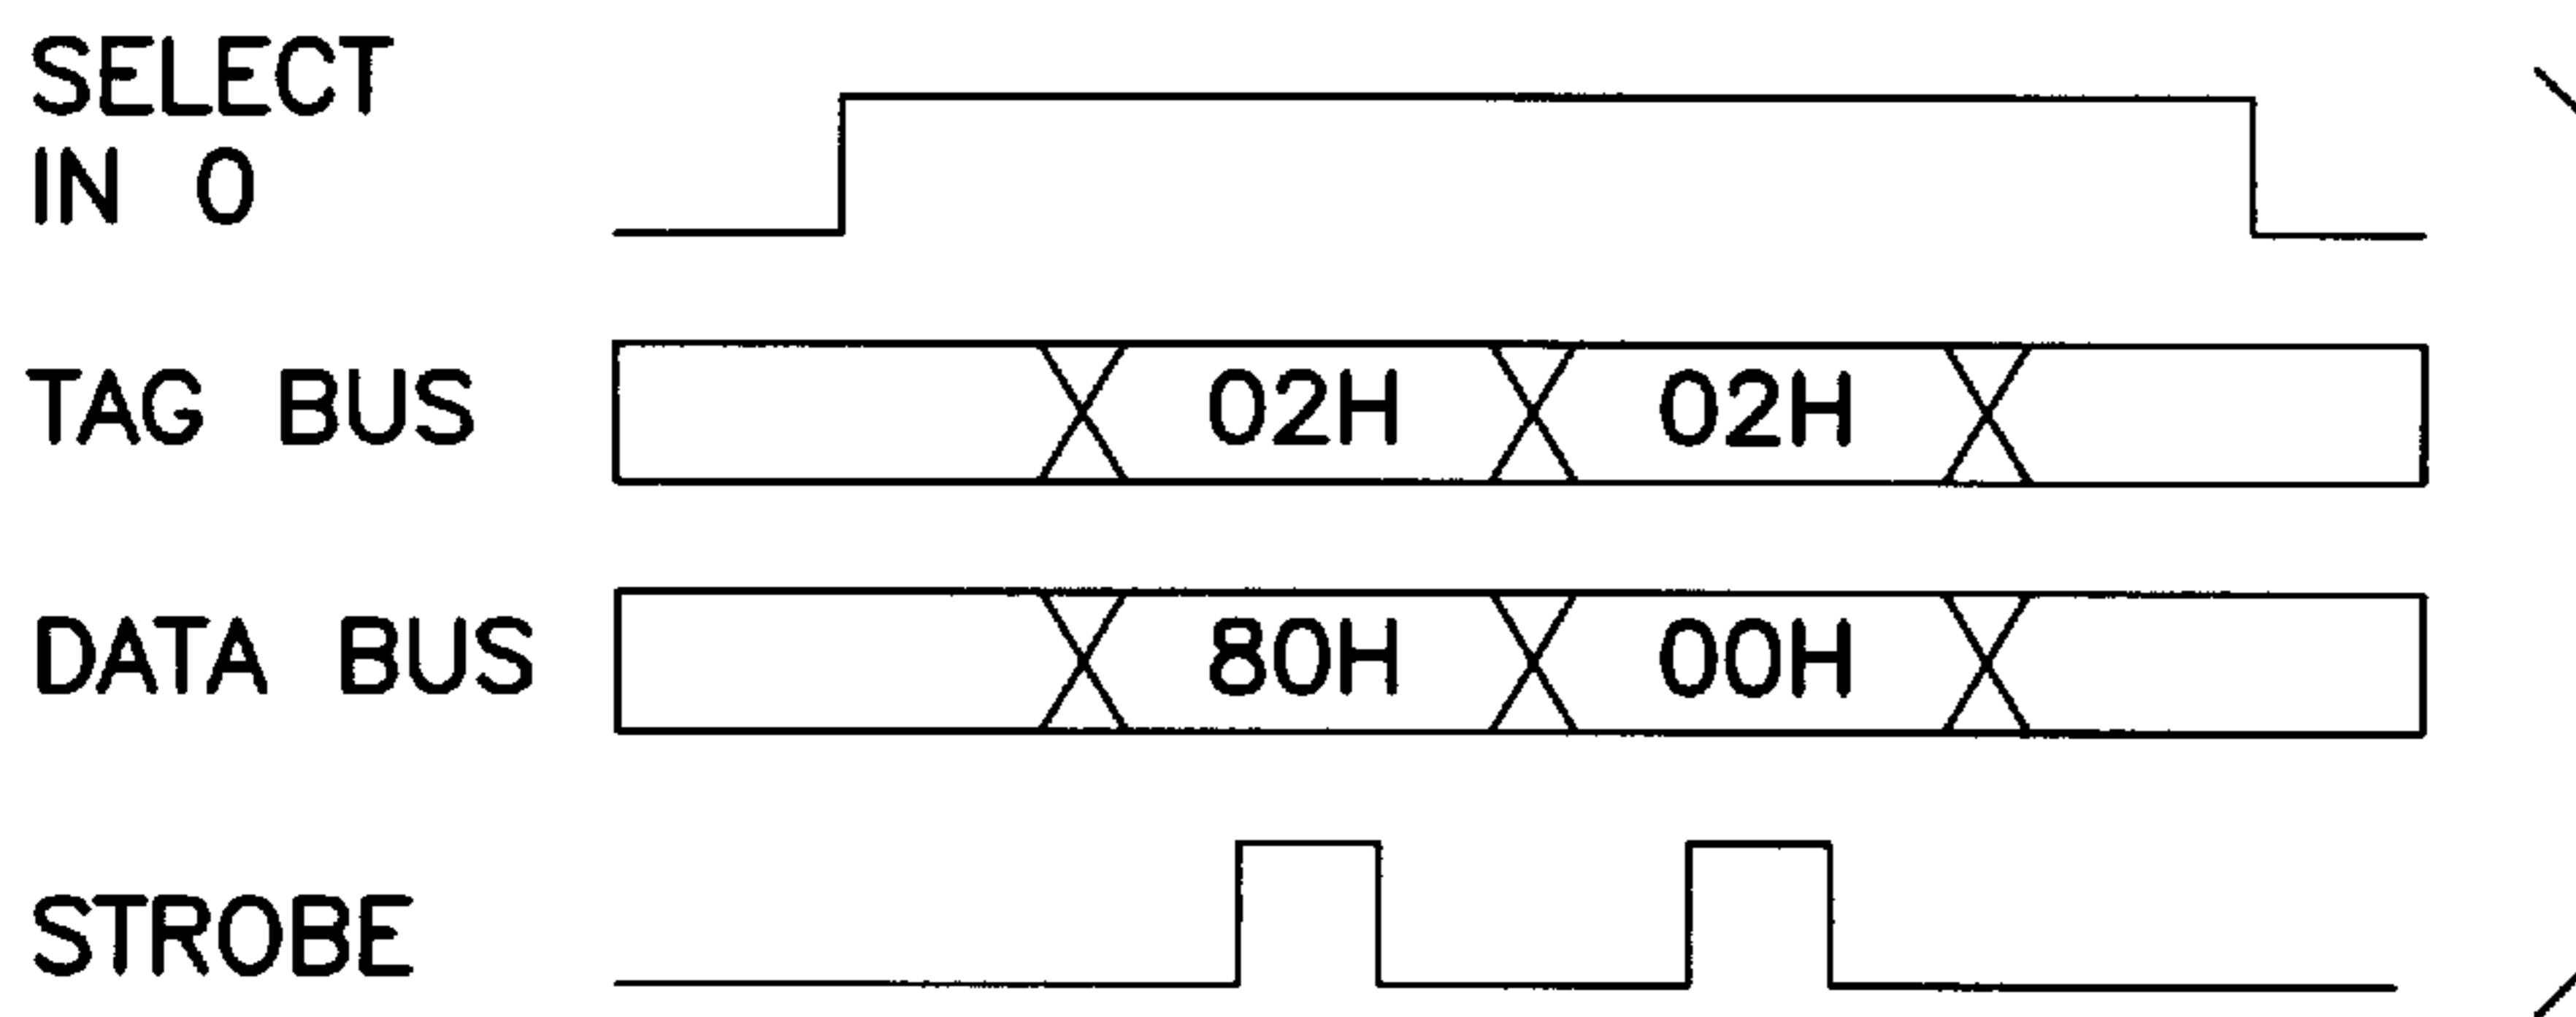 SELECT
IN 0
TAG BUS 02H 02H
DATA BUS 80H 00H
STROBE